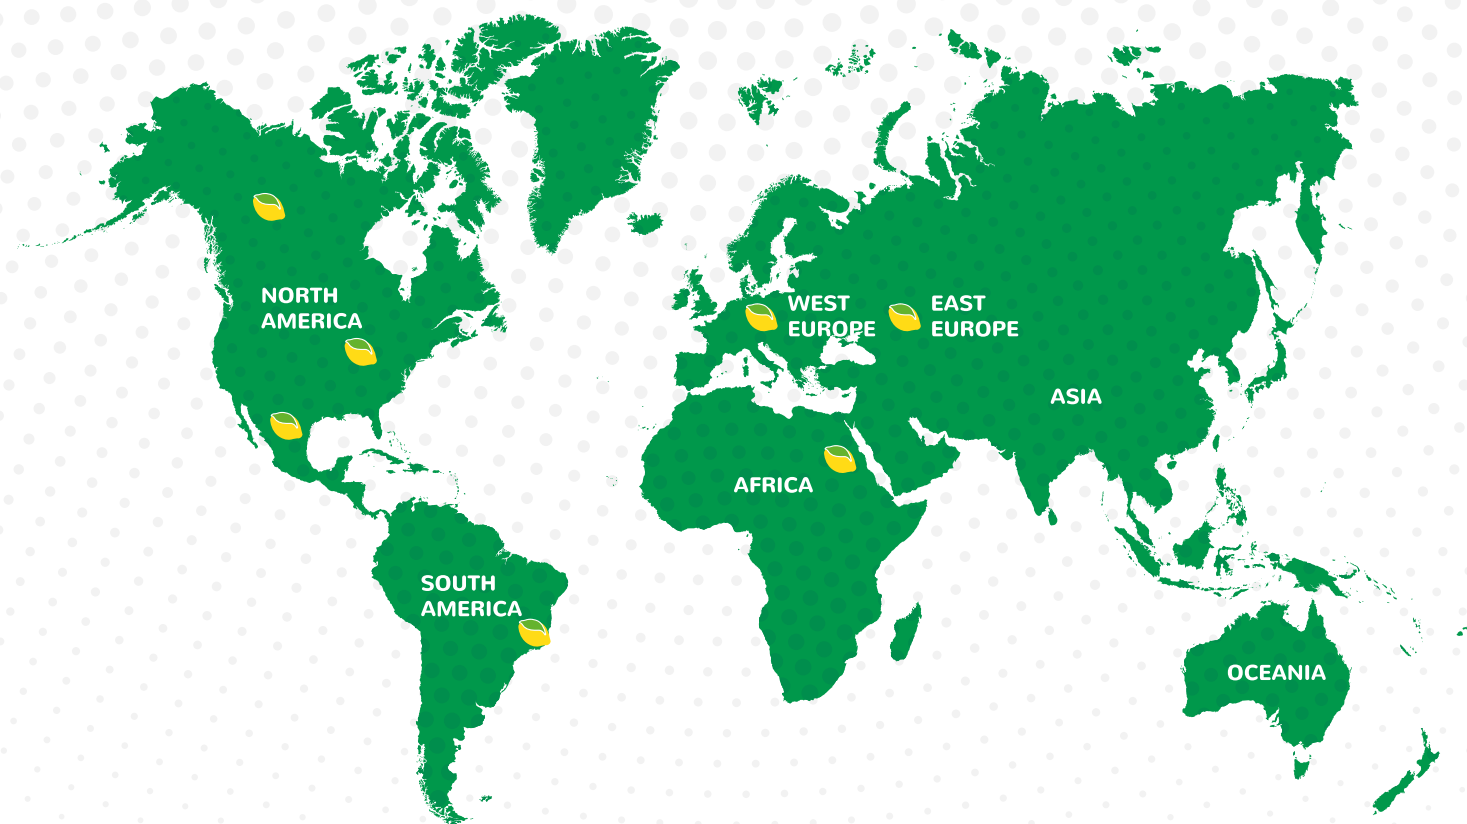 NORTH
AMERICA
WEST
EUROPE
EAST
EUROPE
ASIA
AFRICA
SOUTH
AMERICA
OCEANIA